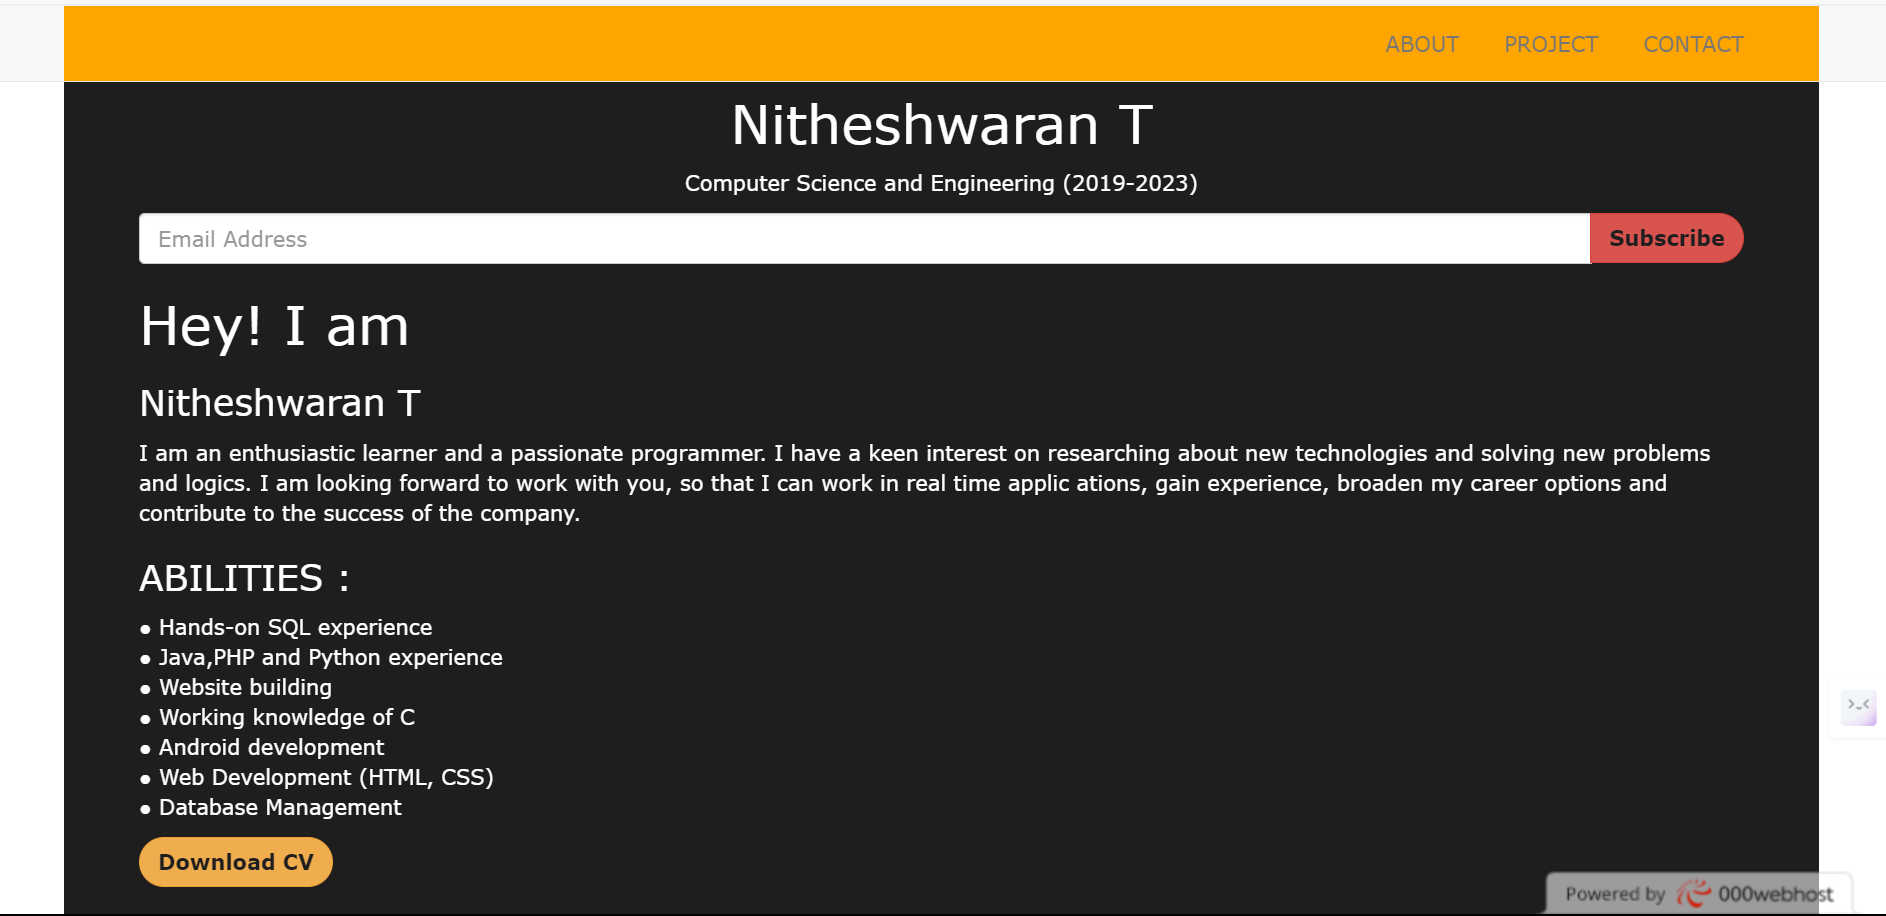 ABOUT PROJECT CONTACT
Nitheshwaran T
Computer Science and Engineering (2019-2023)
Email Address Subscribe
Hey! I am
Nitheshwaran T
I am an enthusiastic learner and a passionate programmer. I have a keen interest on researching about new technologies and solving new problems
and logics. I am looking forward to work with you, so that I can work in real time applic ations, gain experience, broaden my career options and
contribute to the success of the company.
ABILITIES :
● Hands-on SQL experience
● Java,PHP and Python experience
● Website building
● Working knowledge of C
● Android development
● Web Development (HTML, CSS)
● Database Management
Download CV
Powered by 000webhost